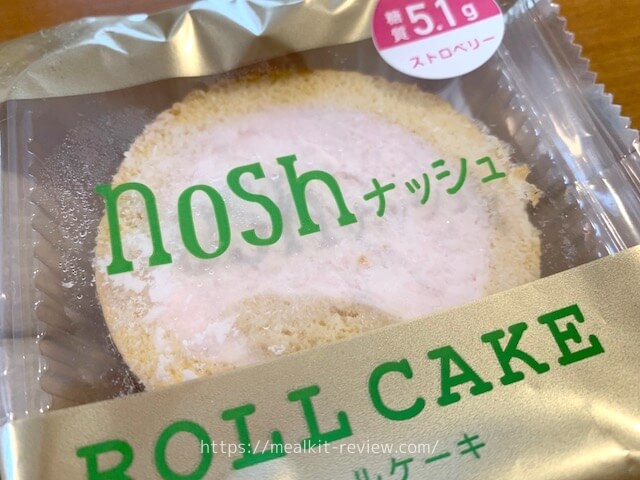 糖質 5.1g
ストロベリー
nosh ナッシュ
ROLL CAKE
ルケーキ
https://mealkit-review.com/